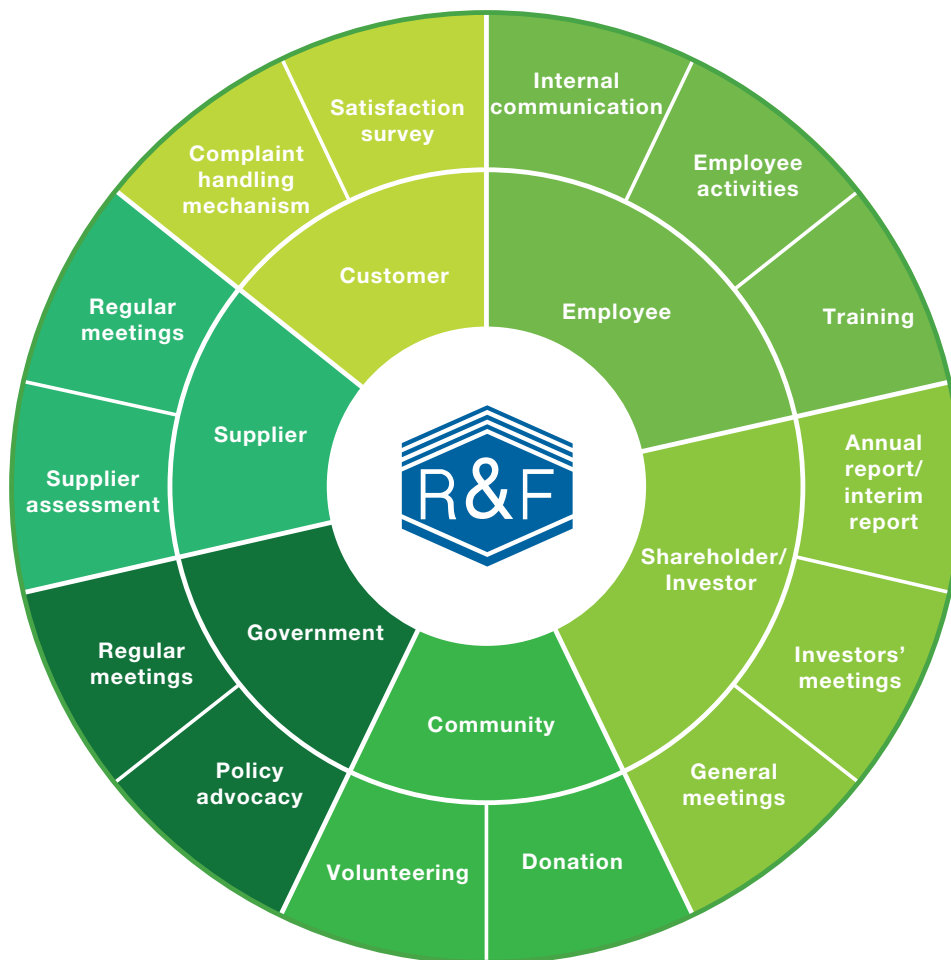 Internal
communication
Employee
activities
Training
Employee
Annual
report/
interim
report
Investors’
meetings
General
meetings
Shareholder/
Investor
Donation
Volunteering
Community
Policy
advocacy
Regular
meetings
Government
Supplier
assessment
Regular
meetings
Supplier
Complaint
handling
mechanism
Satisfaction
survey
Customer
R&F